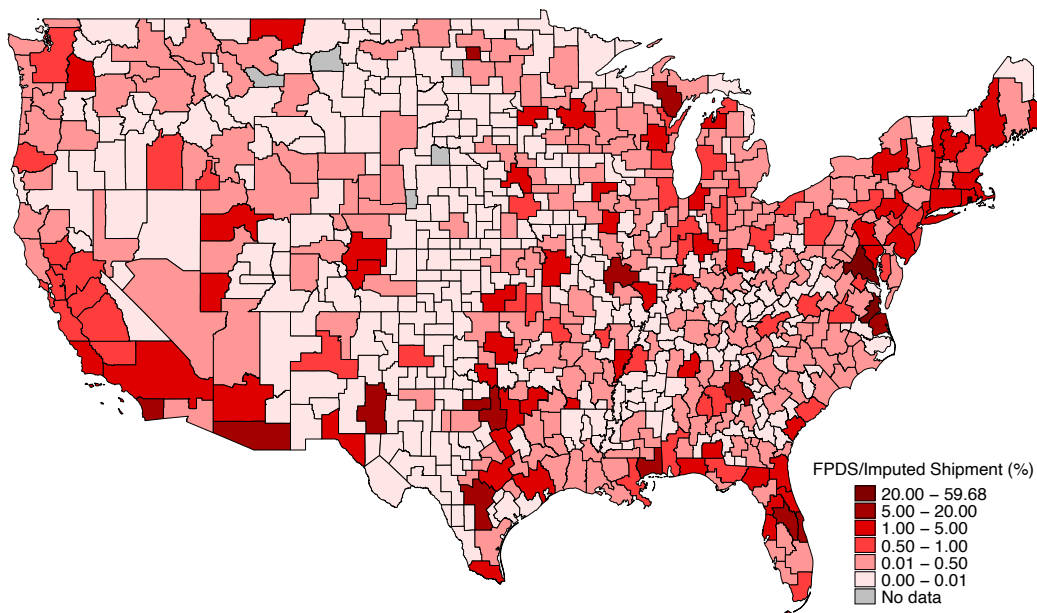 FPDS/Imputed Shipment (%)
20.00 − 59.68
5.00 − 20.00
1.00 − 5.00
0.50 − 1.00
0.01 − 0.50
0.00 − 0.01
No data